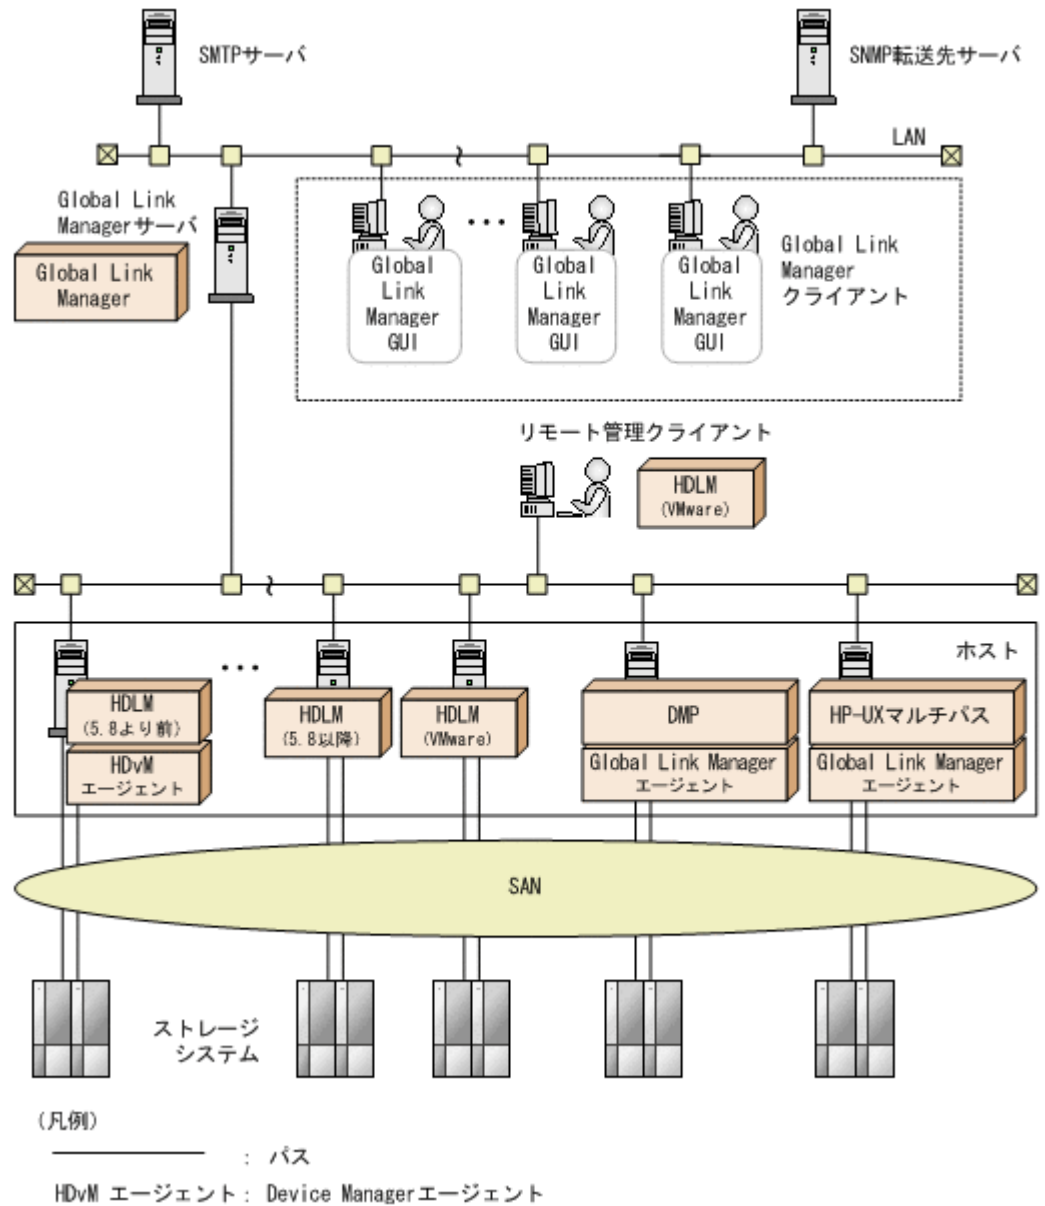 SMTPサーバ
SNMP転送先サーバ
LAN
Global Link
Managerサーバ
Global Link
Manager
...
Global
Link
Manager
GUI
Global
Link
Manager
GUI
Global
Link
Manager
GUI
Global Link
Manager
クライアント
リモート管理クライアント
HDLM
(VMware)
ホスト
...
HDLM
(5.8より前)
HDvM
エージェント
HDLM
(5.8以降)
HDLM
(VMware)
DMP
Global Link Manager
エージェント
HP-UXマルチパス
Global Link Manager
エージェント
SAN
ストレージ
システム
(凡例)
: パス
HDvM エージェント: Device Managerエージェント